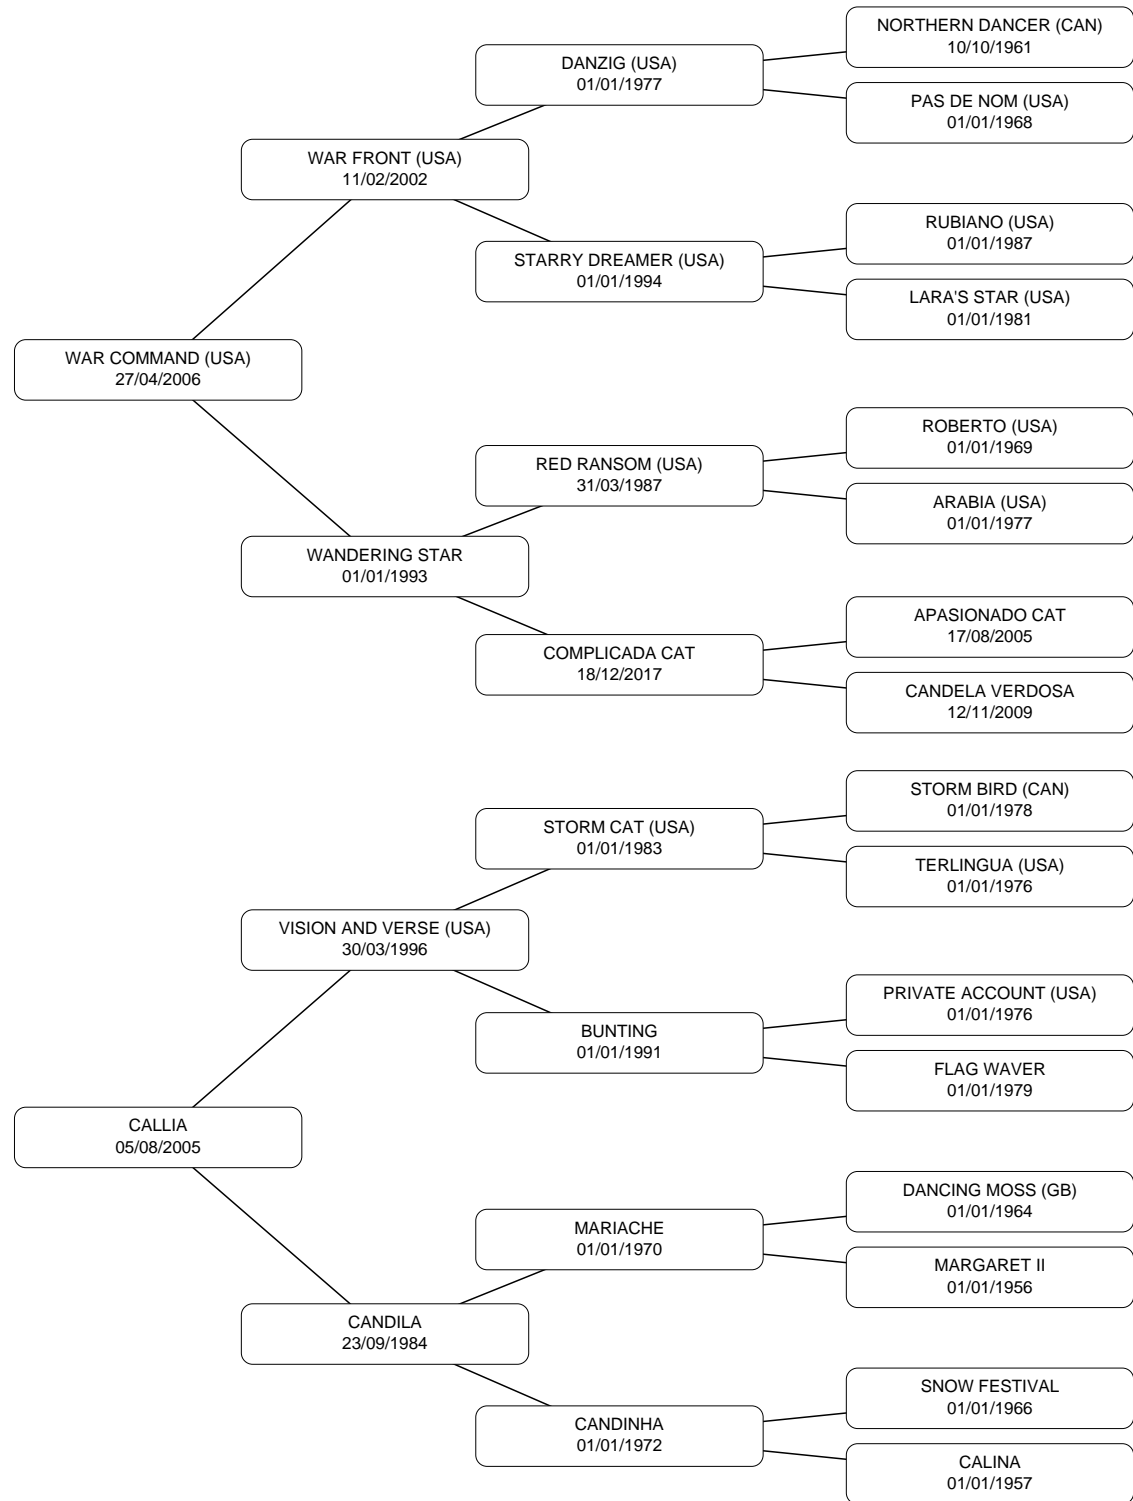 NORTHERN DANCER (CAN)
10/10/1961
DANZIG (USA)
01/01/1977
PAS DE NOM (USA)
01/01/1968
WAR FRONT (USA)
11/02/2002
RUBIANO (USA)
01/01/1987
STARRY DREAMER (USA)
01/01/1994
LARA'S STAR (USA)
01/01/1981
WAR COMMAND (USA)
27/04/2006
ROBERTO (USA)
01/01/1969
RED RANSOM (USA)
31/03/1987
ARABIA (USA)
01/01/1977
WANDERING STAR
01/01/1993
APASIONADO CAT
17/08/2005
COMPLICADA CAT
18/12/2017
CANDELA VERDOSA
12/11/2009
STORM BIRD (CAN)
01/01/1978
STORM CAT (USA)
01/01/1983
TERLINGUA (USA)
01/01/1976
VISION AND VERSE (USA)
30/03/1996
PRIVATE ACCOUNT (USA)
01/01/1976
BUNTING
01/01/1991
FLAG WAVER
01/01/1979
CALLIA
05/08/2005
DANCING MOSS (GB)
01/01/1964
MARIACHE
01/01/1970
MARGARET II
01/01/1956
CANDILA
23/09/1984
SNOW FESTIVAL
01/01/1966
CANDINHA
01/01/1972
CALINA
01/01/1957